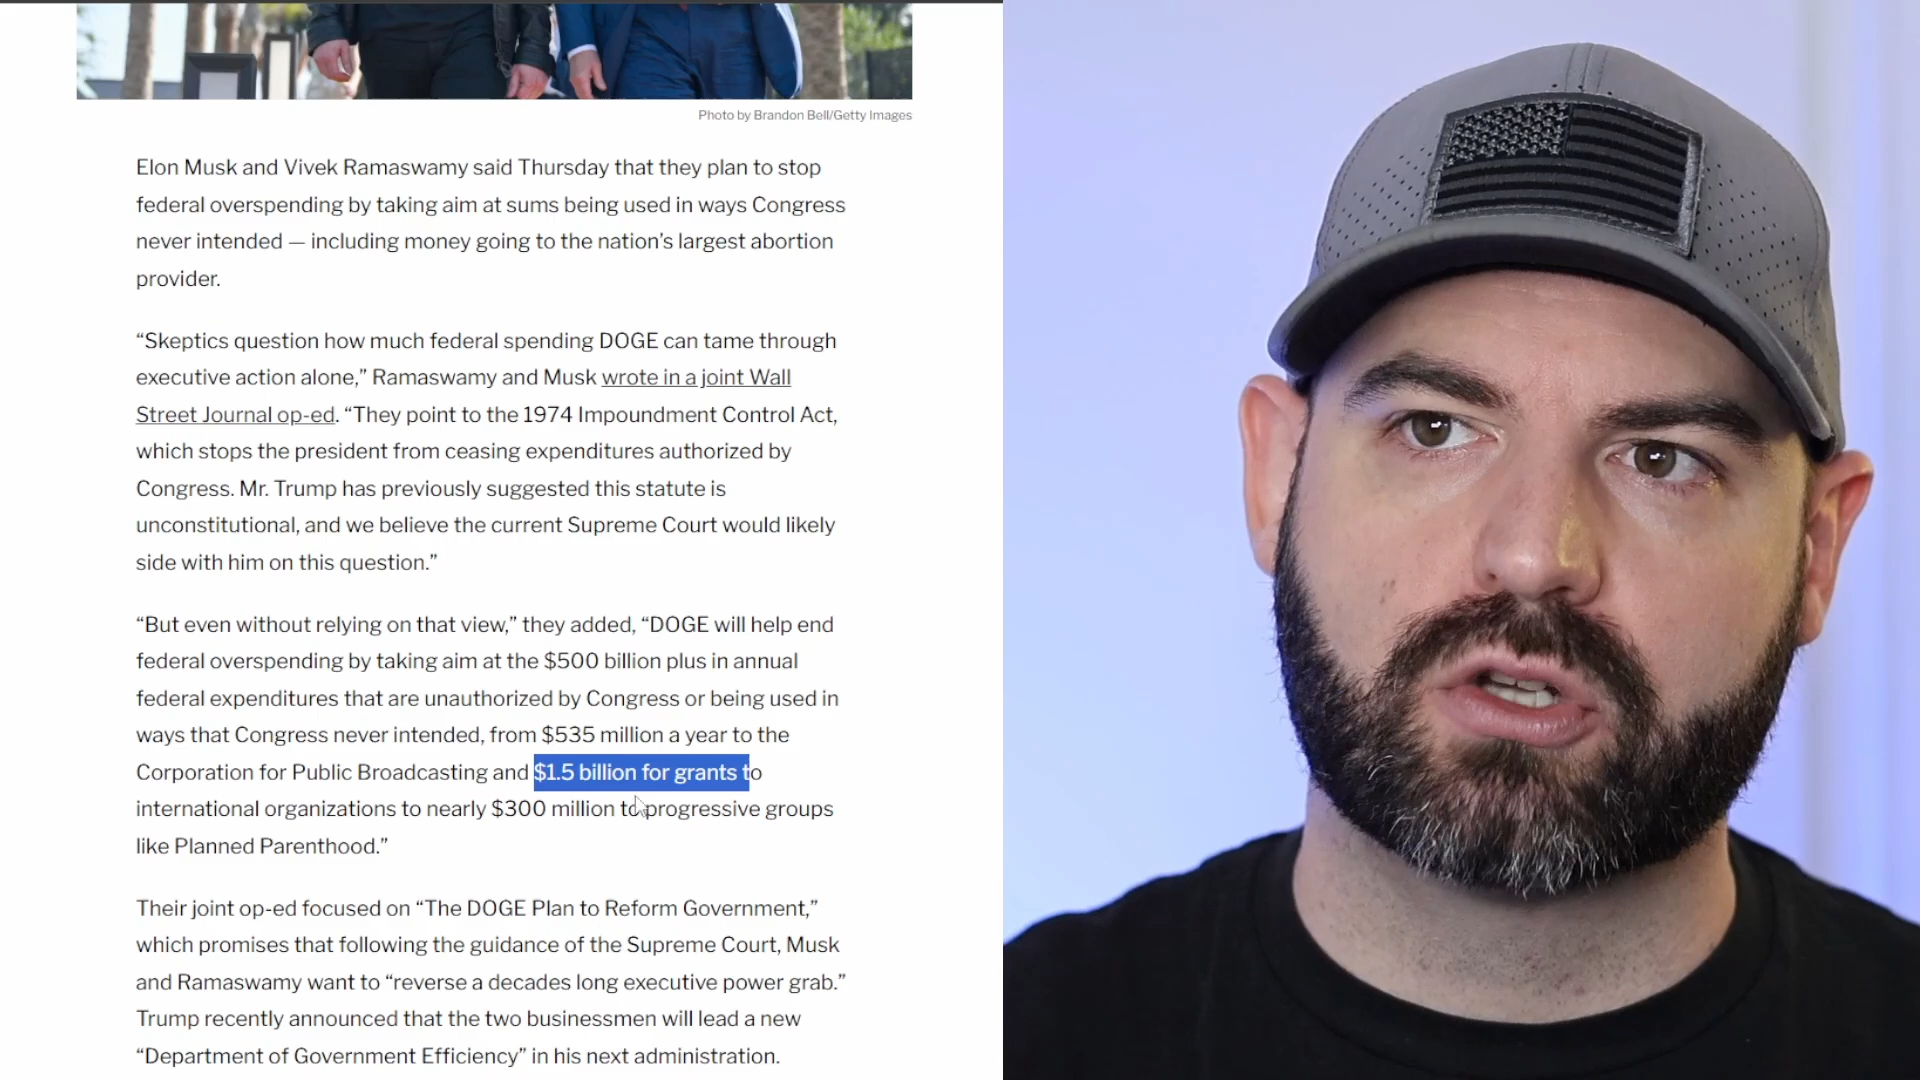 Photo by Brandon Bell/Getty Images
Elon Musk and Vivek Ramaswamy said Thursday that they plan to stop
federal overspending by taking aim at sums being used in ways Congress
never intended — including money going to the nation’s largest abortion
provider.
“Skeptics question how much federal spending DOGE can tame through
executive action alone,” Ramaswamy and Musk wrote in a joint Wall
Street Journal op-ed. “They point to the 1974 Impoundment Control Act,
which stops the president from ceasing expenditures authorized by
Congress. Mr. Trump has previously suggested this statute is
unconstitutional, and we believe the current Supreme Court would likely
side with him on this question.”
“But even without relying on that view,” they added, “DOGE will help end
federal overspending by taking aim at the $500 billion plus in annual
federal expenditures that are unauthorized by Congress or being used in
ways that Congress never intended, from $535 million a year to the
Corporation for Public Broadcasting and $1.5 billion for grants to
international organizations to nearly $300 million to progressive groups
like Planned Parenthood.”
Their joint op-ed focused on “The DOGE Plan to Reform Government,”
which promises that following the guidance of the Supreme Court, Musk
and Ramaswamy want to “reverse a decades long executive power grab.”
Trump recently announced that the two businessmen will lead a new
“Department of Government Efficiency” in his next administration.